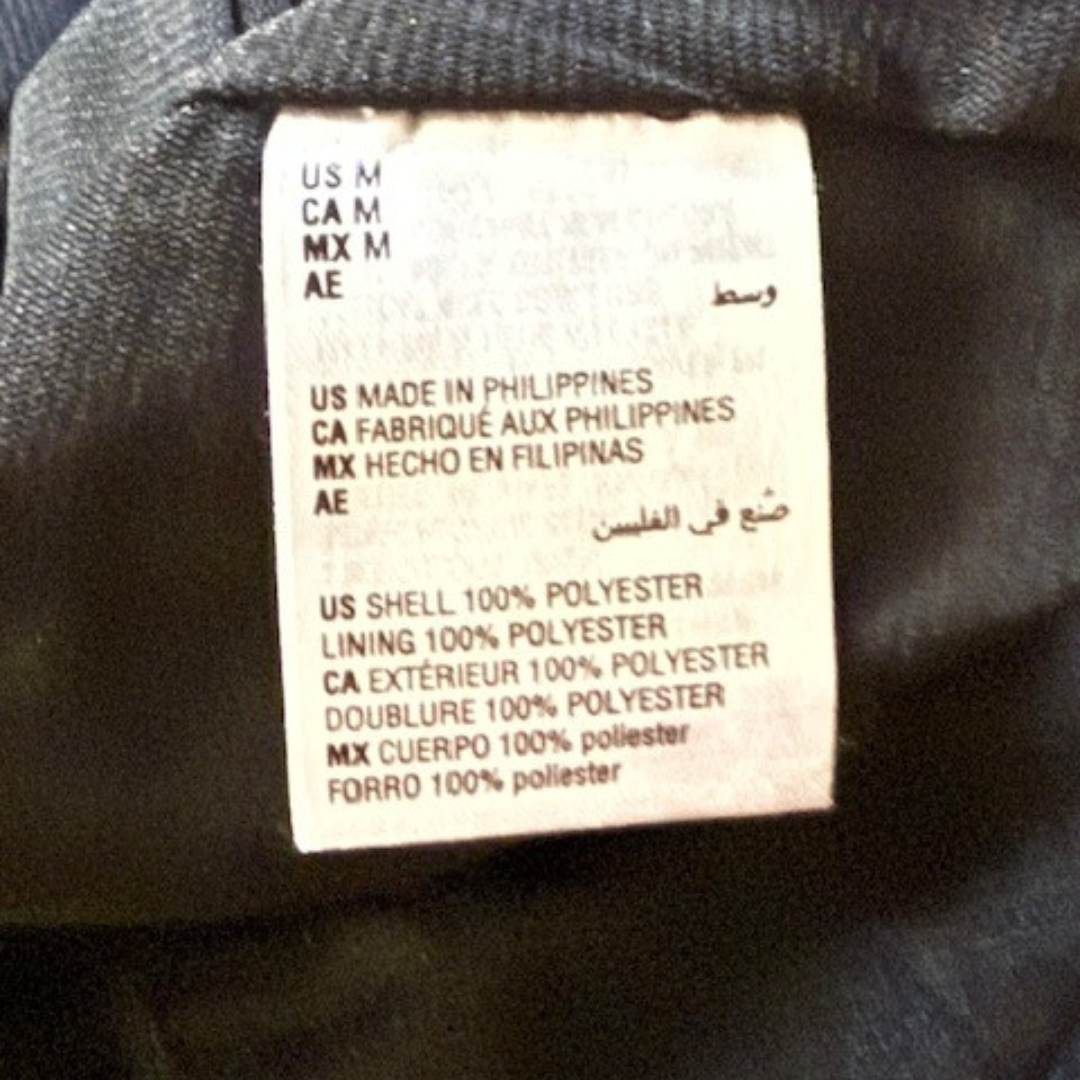 US M
CA M
MX M
AE
وسط
US MADE IN PHILIPPINES
CA FABRIQUÉ AUX PHILIPPINES
MX HECHO EN FILIPINAS
AE
صُنع في الفلبين
US SHELL 100% POLYESTER
LINING 100% POLYESTER
CA EXTÉRIEUR 100% POLYESTER
DOUBLURE 100% POLYESTER
MX CUERPO 100% poliester
FORRO 100% poliester